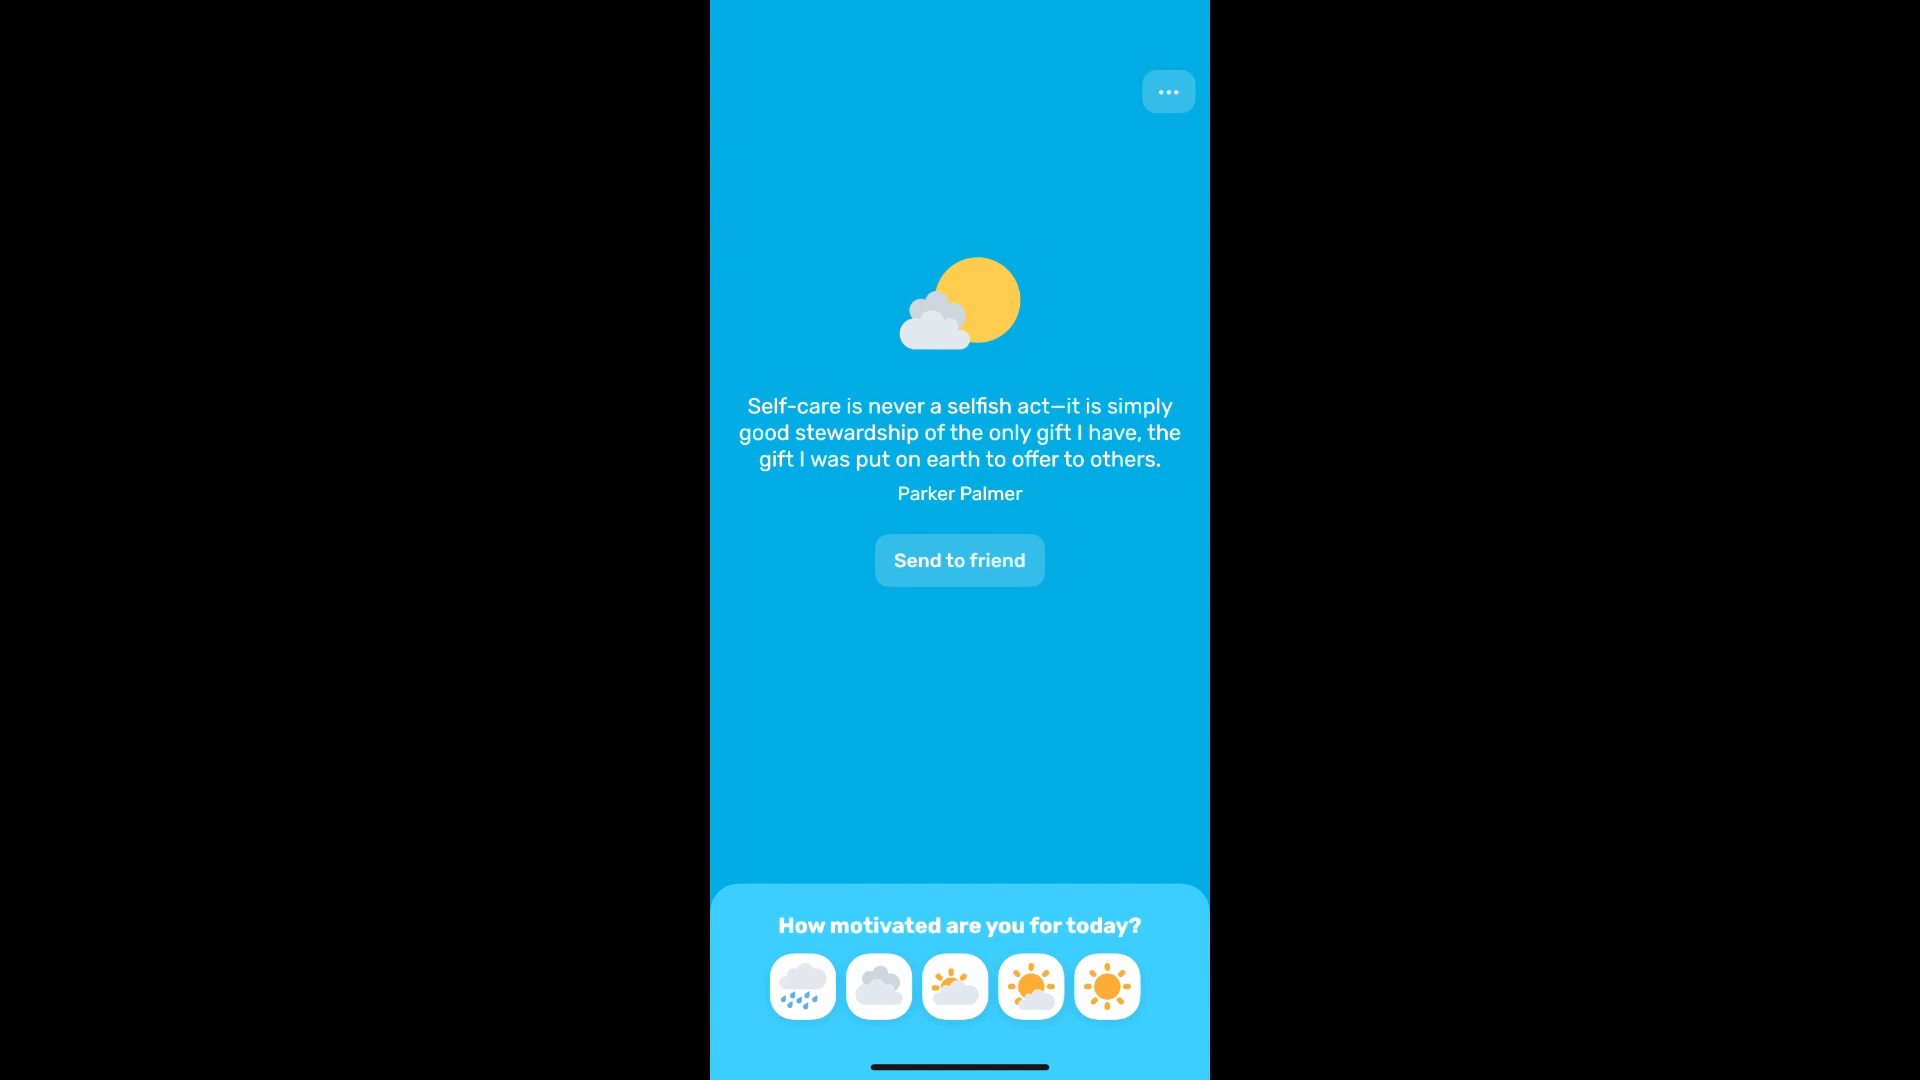 Self-care is never a selfish act—it is simply
good stewardship of the only gift I have, the
gift I was put on earth to offer to others.
Parker Palmer
Send to friend
How motivated are you for today?